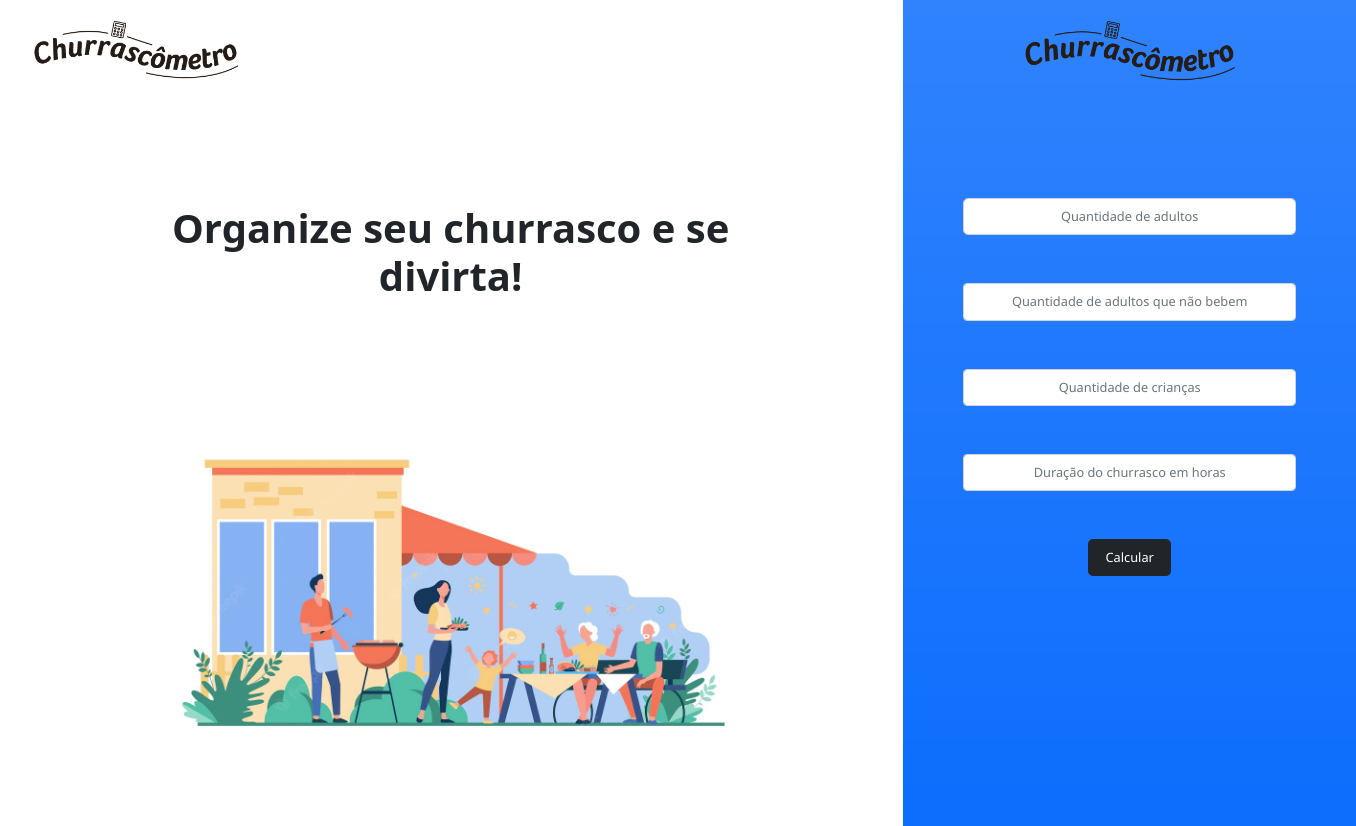 Churrascômetro
Organize seu churrasco e se
divirta!
Churrascômetro
Quantidade de adultos
Quantidade de adultos que não bebem
Quantidade de crianças
Duração do churrasco em horas
Calcular